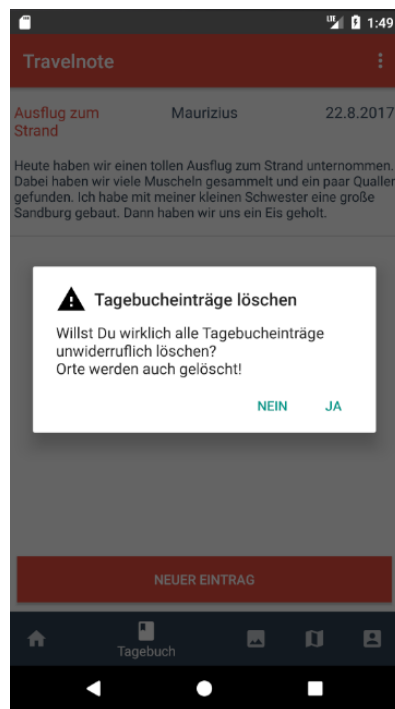 LTE 1:49
Travelnote
Ausflug zum Maurizius 22.8.2017
Strand
Heute haben wir einen tollen Ausflug zum Strand unternommen.
Dabei haben wir viele Muscheln gesammelt und ein paar Quallen
gefunden. Ich habe mit meiner kleinen Schwester eine große
Sandburg gebaut. Dann haben wir uns ein Eis geholt.
Tagebucheinträge löschen
Willst Du wirklich alle Tagebucheinträge
unwiderruflich löschen?
Orte werden auch gelöscht!
NEIN JA
NEUER EINTRAG
Tagebuch